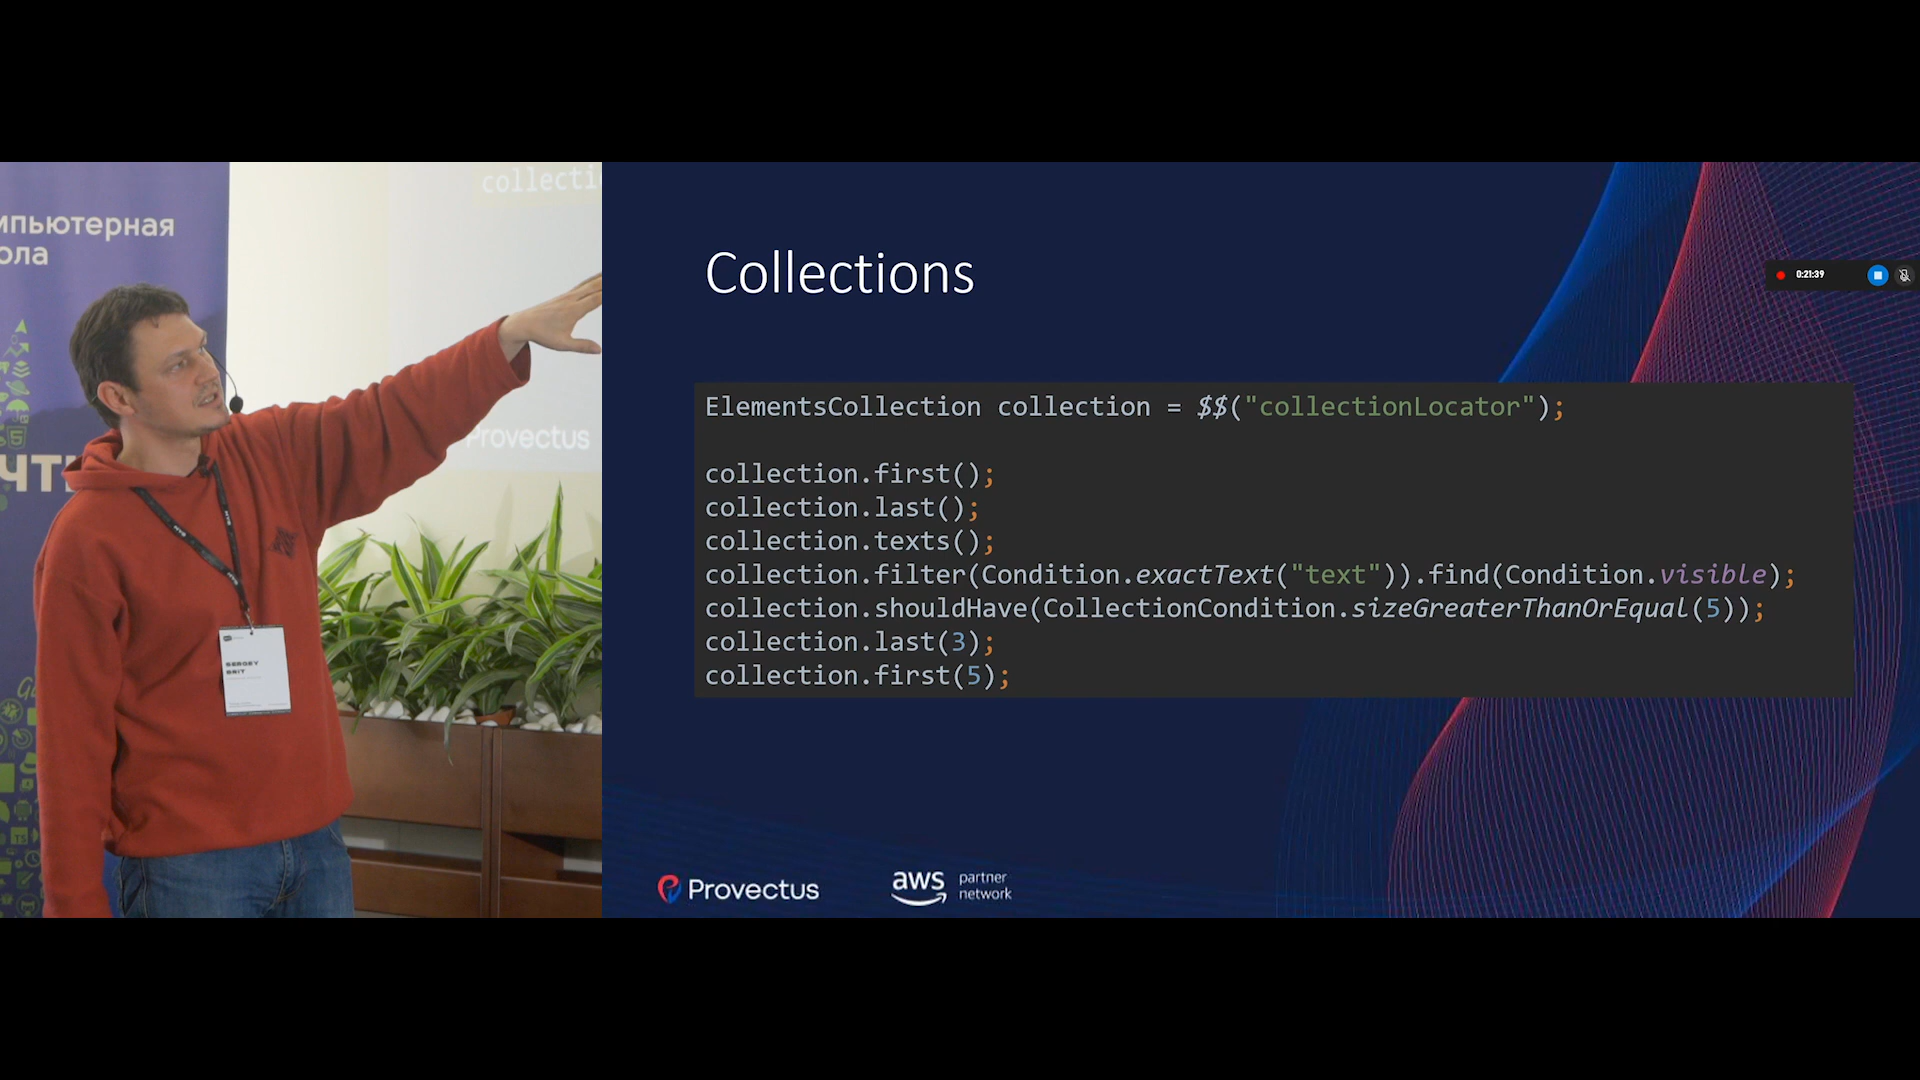 мпьютерная
ола
чт
collecti
Provectus
SERGEY
BRIT
Collections
0:21:39
ElementsCollection collection = $$("collectionLocator");
collection.first();
collection.last();
collection.texts();
collection.filter(Condition.exactText("text")).find(Condition.visible);
collection.shouldHave(CollectionCondition.sizeGreaterThanOrEqual(5));
collection.last(3);
collection.first(5);
Provectus
aws partner network